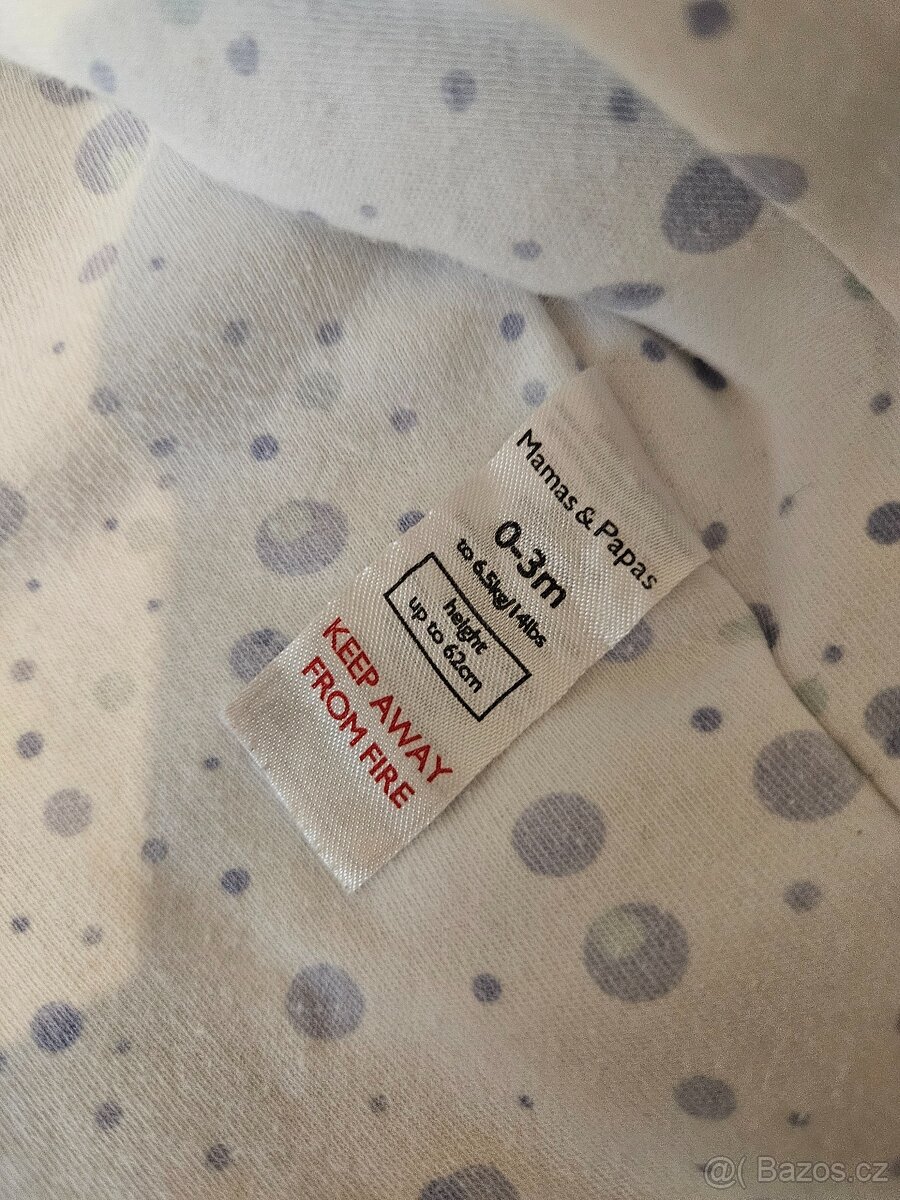 Mamas & Papas
0-3m
to 6.5kg/14lbs
height
up to 62cm
KEEP AWAY
FROM FIRE
@( Bazos.cz